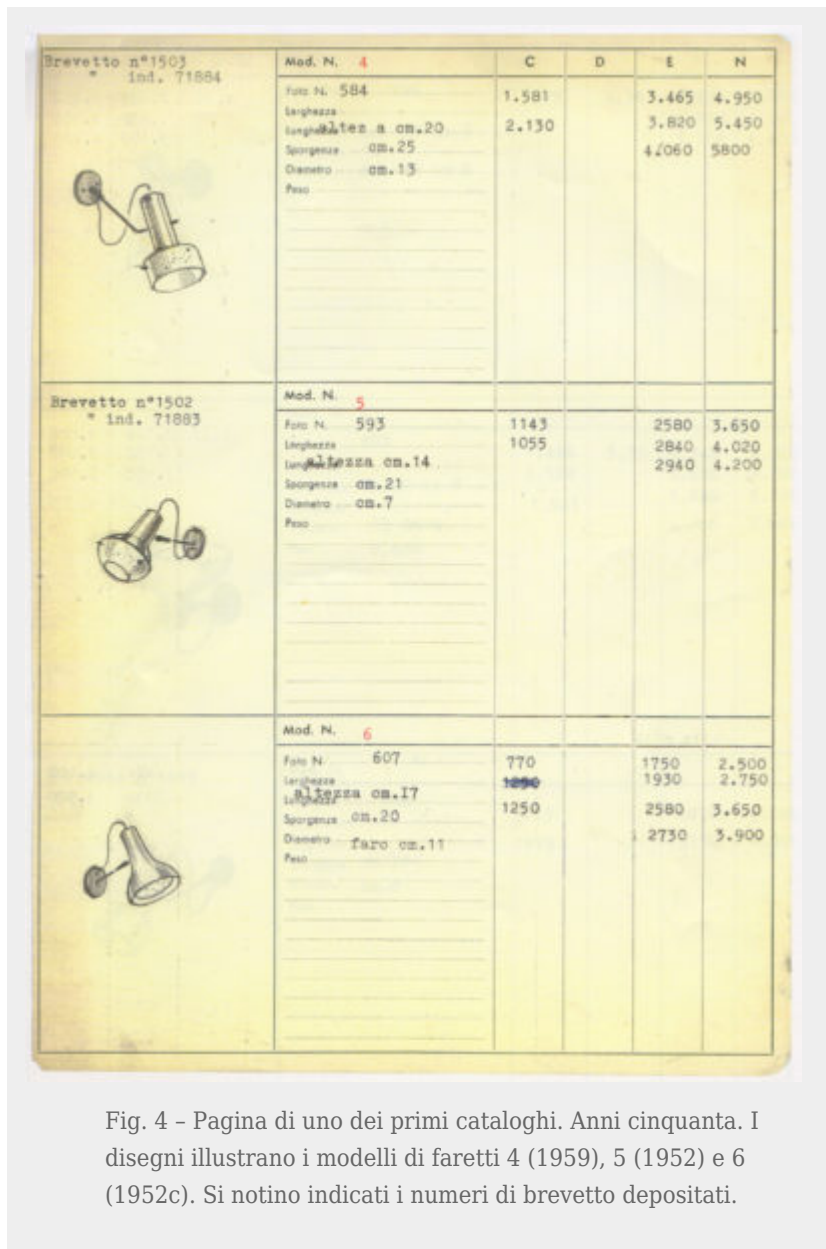 Brevetto n°1503
" ind. 71884
Mod. N. 4 C D E N
Foto N. 584 1.581 3.465 4.950
Larghezza
Lunghezza altez a cm.20 2.130 3.820 5.450
Sporgenza cm.25 4.060 5800
Diametro cm.13
Peso
Brevetto n°1502
" ind. 71883
Mod. N. 5
Foto N. 593 1143 2580 3.650
Larghezza 1055 2840 4.020
Lunghezza altezza cm.14 2940 4.200
Sporgenza cm.21
Diametro cm.7
Peso
Mod. N. 6
Foto N. 607 770 1750 2.500
Larghezza 1250 1930 2.750
Lunghezza altezza cm.I7
Sporgenza cm.20 1250 2580 3.650
Diametro faro cm.11 2730 3.900
Peso
Fig. 4 – Pagina di uno dei primi cataloghi. Anni cinquanta. I
disegni illustrano i modelli di faretti 4 (1959), 5 (1952) e 6
(1952c). Si notino indicati i numeri di brevetto depositati.